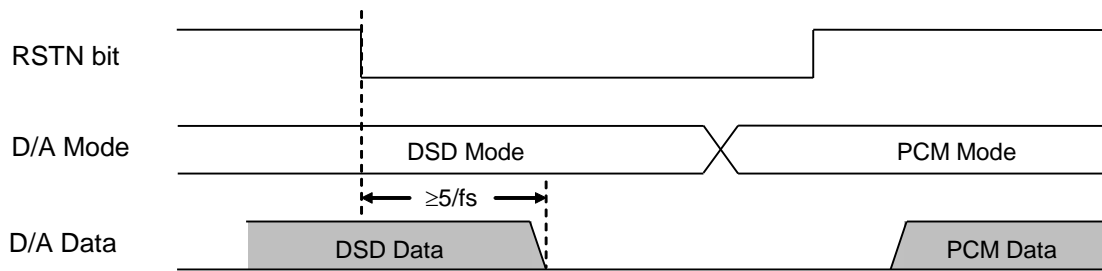 RSTN bit
D/A Mode
DSD Mode
PCM Mode
≥5/fs
D/A Data
DSD Data
PCM Data